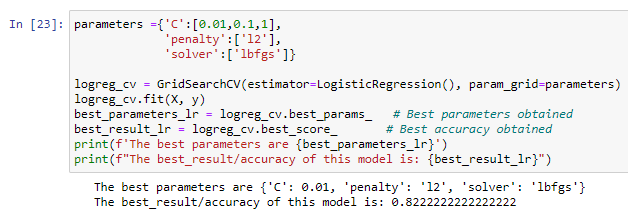 In [23]: parameters ={'C':[0.01,0.1,1],
'penalty':['l2'],
'solver':['lbfgs']}
logreg_cv = GridSearchCV(estimator=LogisticRegression(), param_grid=parameters)
logreg_cv.fit(X, y)
best_parameters_lr = logreg_cv.best_params_   # Best parameters obtained
best_result_lr = logreg_cv.best_score_       # Best accuracy obtained
print(f'The best parameters are {best_parameters_lr}')
print(f"The best_result/accuracy of this model is: {best_result_lr}")
The best parameters are {'C': 0.01, 'penalty': 'l2', 'solver': 'lbfgs'}
The best_result/accuracy of this model is: 0.8222222222222222